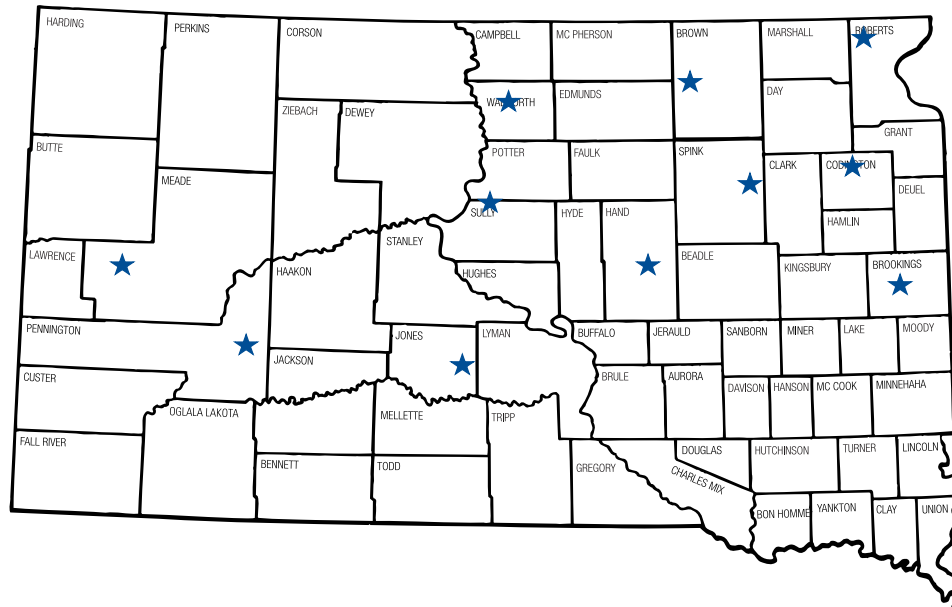 HARDING
PERKINS
CORSON
CAMPBELL
MC PHERSON
BROWN
MARSHALL
ROBERTS
ZIEBACH
DEWEY
WALWORTH
EDMUNDS
DAY
GRANT
BUTTE
MEADE
POTTER
FAULK
SPINK
CLARK
CODINGTON
DEUEL
SULLY
HYDE
HAND
HAMLIN
LAWRENCE
HAAKON
STANLEY
HUGHES
BEADLE
KINGSBURY
BROOKINGS
PENNINGTON
JACKSON
JONES
LYMAN
BUFFALO
JERAULD
SANBORN
MINER
LAKE
MOODY
CUSTER
OGLALA LAKOTA
MELLETTE
TRIPP
BRULE
AURORA
DAVISON
HANSON
MC COOK
MINNEHAHA
FALL RIVER
BENNETT
TODD
GREGORY
CHARLES MIX
DOUGLAS
HUTCHINSON
TURNER
LINCOLN
BON HOMME
YANKTON
CLAY
UNION